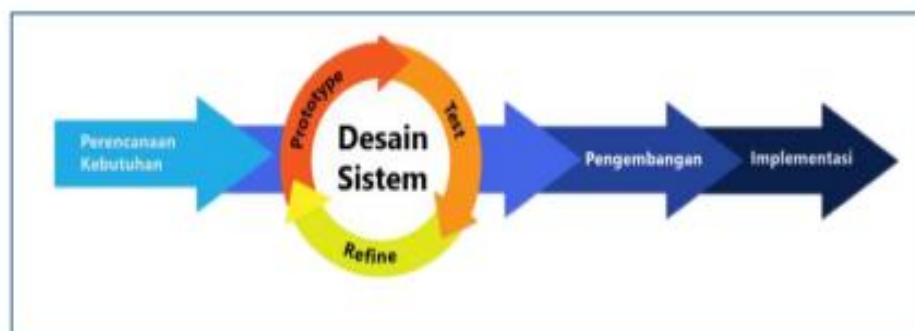 Perencanaan
Kebutuhan
Prototype
Test
Refine
Desain
Sistem
Pengembangan
Implementasi